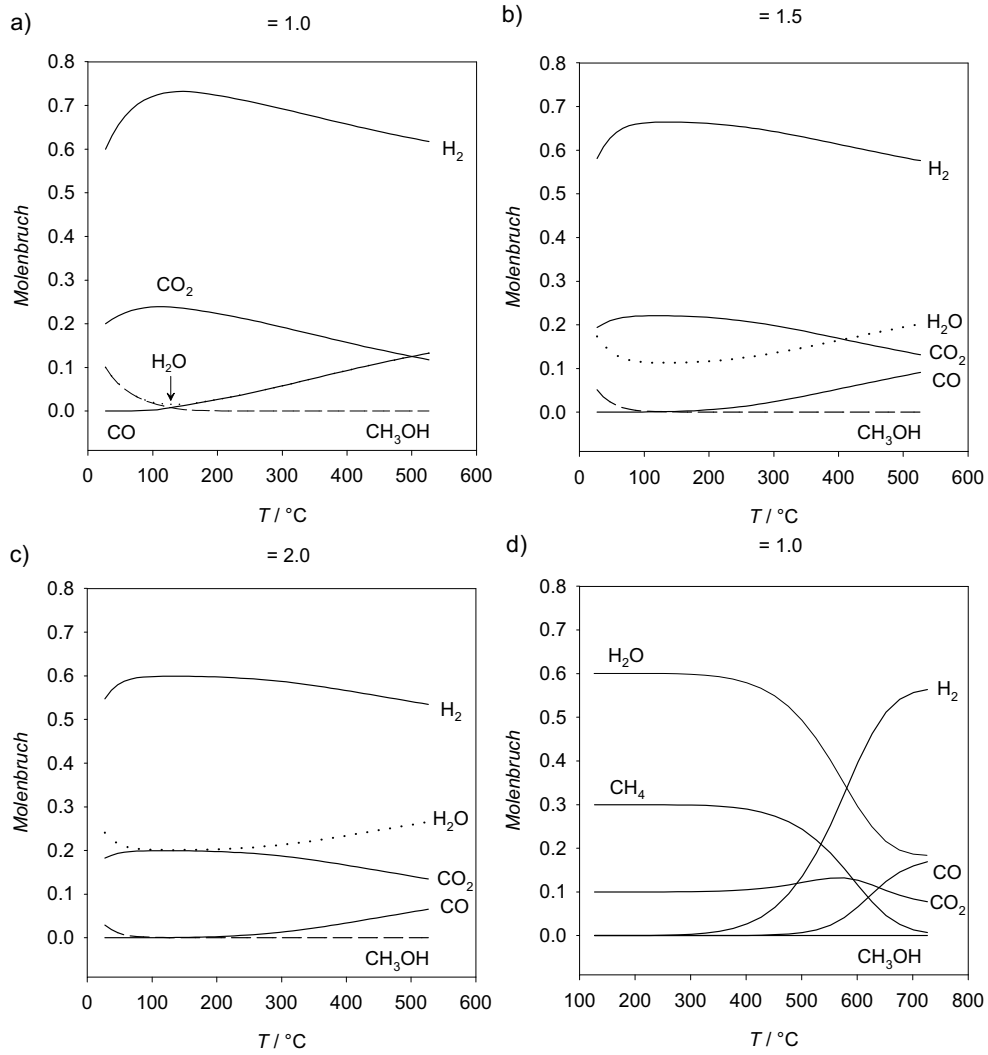 a)
= 1.0
0.8
0.7
0.6
0.5
0.4
0.3
0.2
0.1
0.0
Molenbruch
H₂
CO₂
H₂O
CO
CH₃OH
0 100 200 300 400 500 600
T / °C
b)
= 1.5
0.8
0.7
0.6
0.5
0.4
0.3
0.2
0.1
0.0
Molenbruch
H₂
H₂O
CO₂
CO
CH₃OH
0 100 200 300 400 500 600
T / °C
c)
= 2.0
0.8
0.7
0.6
0.5
0.4
0.3
0.2
0.1
0.0
Molenbruch
H₂
H₂O
CO₂
CO
CH₃OH
0 100 200 300 400 500 600
T / °C
d)
= 1.0
0.8
0.7
0.6
0.5
0.4
0.3
0.2
0.1
0.0
Molenbruch
H₂O
H₂
CH₄
CO
CO₂
CH₃OH
100 200 300 400 500 600 700 800
T / °C